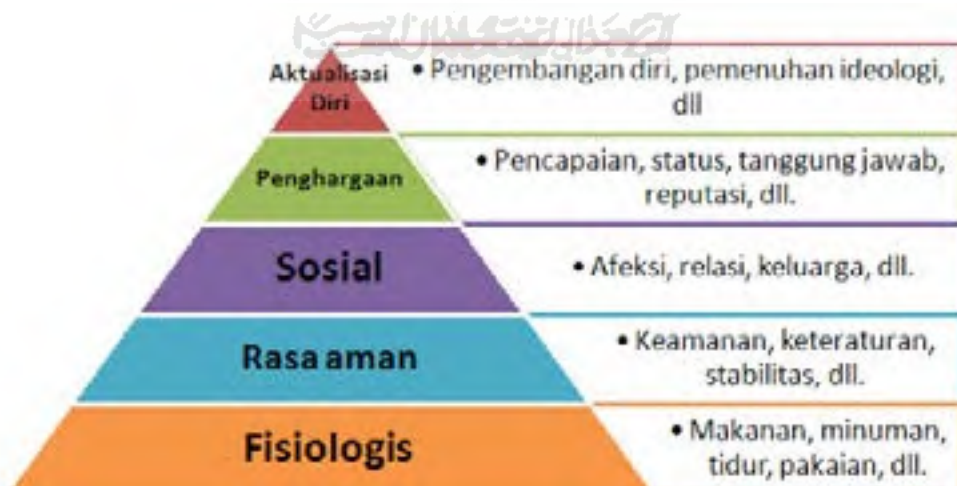 Aktualisasi
Diri
• Pengembangan diri, pemenuhan ideologi,
dll
Penghargaan
• Pencapaian, status, tanggung jawab,
reputasi, dll.
Sosial
• Afeksi, relasi, keluarga, dll.
Rasa aman
• Keamanan, keteraturan,
stabilitas, dll.
Fisiologis
• Makanan, minuman,
tidur, pakaian, dll.